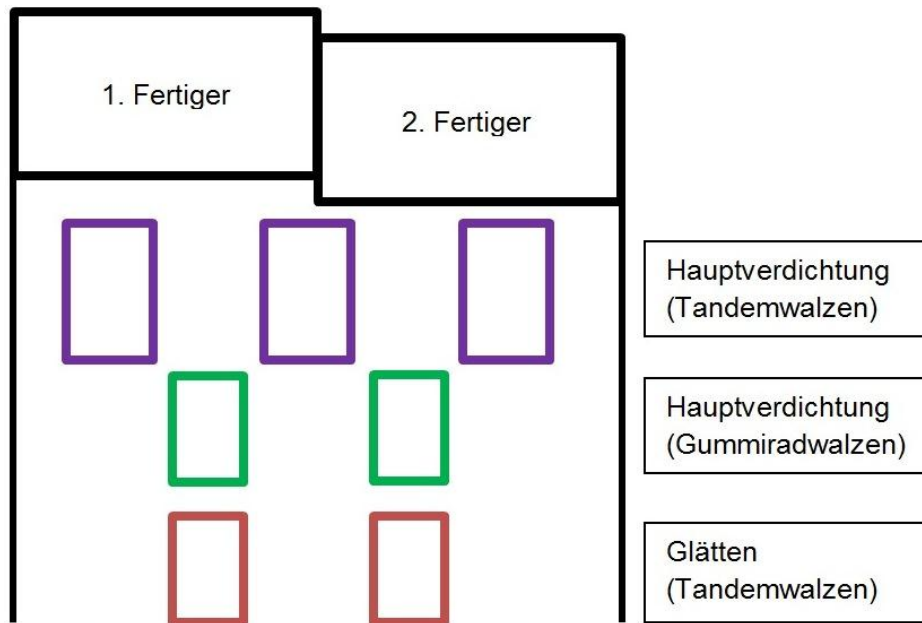 1. Fertiger
2. Fertiger
Hauptverdichtung
(Tandemwalzen)
Hauptverdichtung
(Gummiradwalzen)
Glätten
(Tandemwalzen)